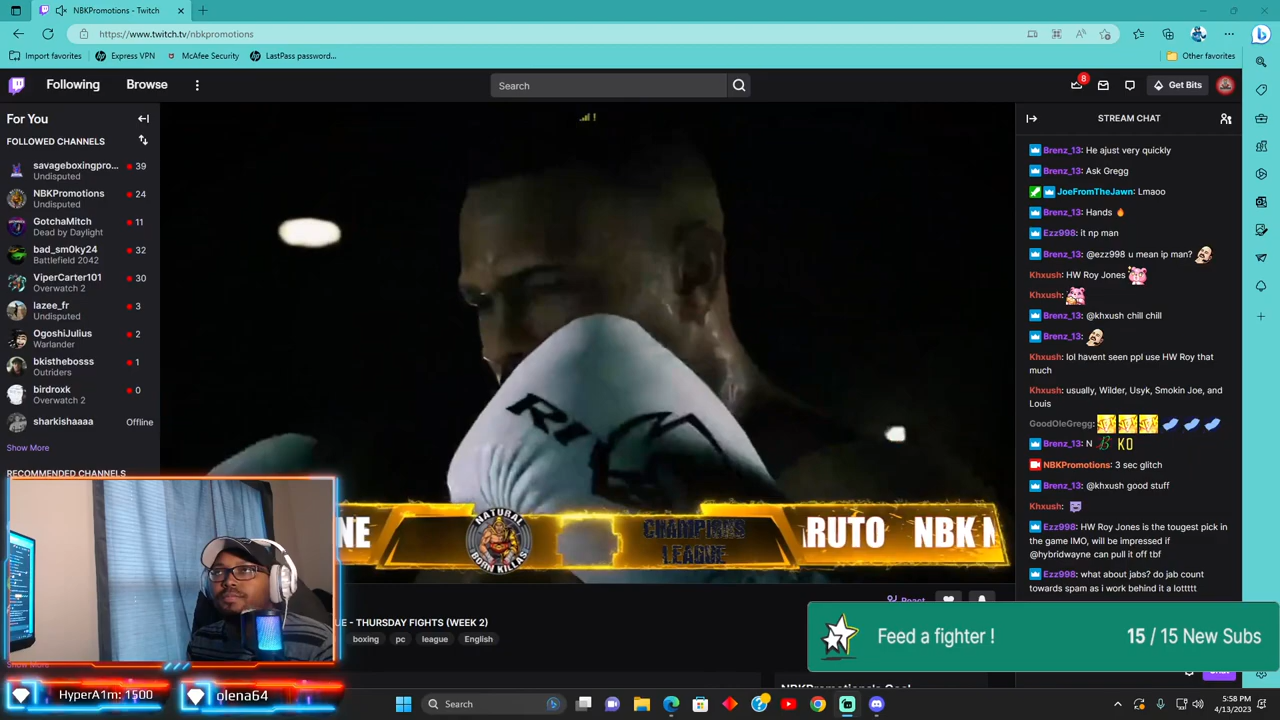 NBKPromotions - Twitch
https://www.twitch.tv/nbkpromotions
Import favorites
Express VPN
McAfee Security
LastPass password...
Other favorites
Following
Browse
Search
8
Get Bits
For You
FOLLOWED CHANNELS
savageboxingpro...
39
Undisputed
NBKPromotions
24
Undisputed
GotchaMitch
11
Dead by Daylight
bad_sm0ky24
32
Battlefield 2042
ViperCarter101
30
Overwatch 2
lazee_fr
3
Undisputed
OgoshiJulius
2
Warlander
bkisthebosss
1
Outriders
birdroxk
0
Overwatch 2
sharkishaaaa
Offline
Show More
RECOMMENDED CHANNELS
Show More
HyperA1m: 1500
olena64
NE
NATURAL
BORN KILLAS
CHAMPIONS
LEAGUE
RUTO
NBK
React
UE - THURSDAY FIGHTS (WEEK 2)
boxing
pc
league
English
NBKPromotions's Goal
STREAM CHAT
Brenz_13: He ajust very quickly
Brenz_13: Ask Gregg
JoeFromTheJawn: Lmaoo
Brenz_13: Hands
Ezz998: it np man
Brenz_13: @ezz998 u mean ip man?
Khxush: HW Roy Jones
Khxush:
Brenz_13: @khxush chill chill
Brenz_13:
Khxush: lol havent seen ppl use HW Roy that
much
Khxush: usually, Wilder, Usyk, Smokin Joe, and
Louis
GoodOleGregg:
Brenz_13: N B KO
NBKPromotions: 3 sec glitch
Brenz_13: @khxush good stuff
Khxush:
Ezz998: HW Roy Jones is the tougest pick in
the game IMO, will be impressed if
@hybridwayne can pull it off tbf
Ezz998: what about jabs? do jab count
towards spam as i work behind it a lottttt
Feed a fighter !
15 / 15 New Subs
Chat
Search
5:58 PM
4/13/2023